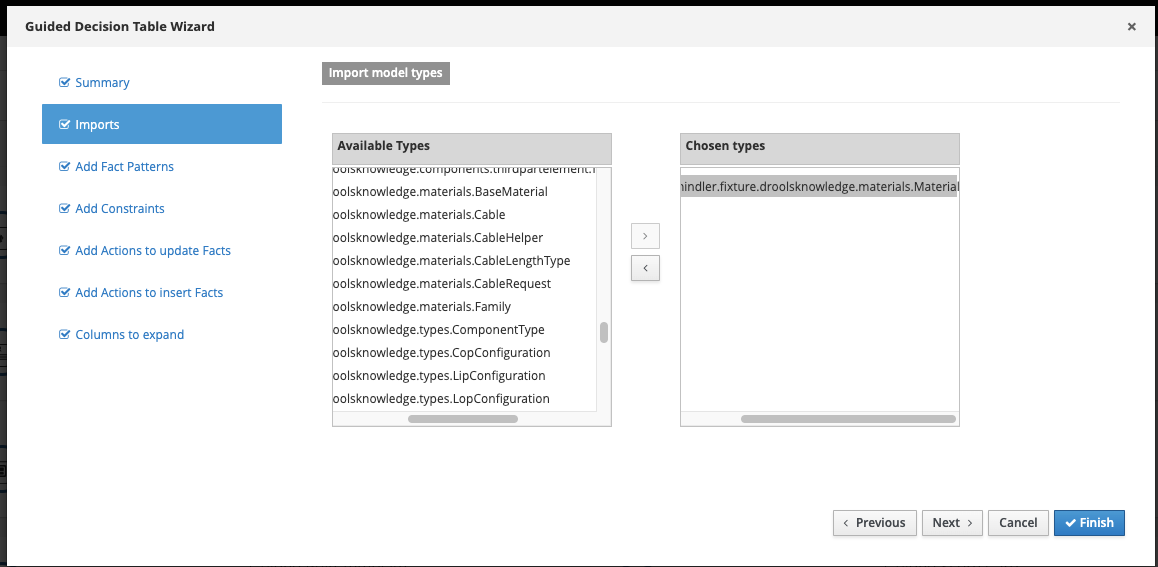 Guided Decision Table Wizard
×
Summary
Imports
Add Fact Patterns
Add Constraints
Add Actions to update Facts
Add Actions to insert Facts
Columns to expand
Import model types
Available Types
oolsknowledge.components.thirdpartelement.
oolsknowledge.materials.BaseMaterial
oolsknowledge.materials.Cable
oolsknowledge.materials.CableHelper
oolsknowledge.materials.CableLengthType
oolsknowledge.materials.CableRequest
oolsknowledge.materials.Family
oolsknowledge.types.ComponentType
oolsknowledge.types.CopConfiguration
oolsknowledge.types.LipConfiguration
oolsknowledge.types.LopConfiguration
>
<
Chosen types
hindler.fixture.droolsknowledge.materials.Material
< Previous
Next >
Cancel
Finish